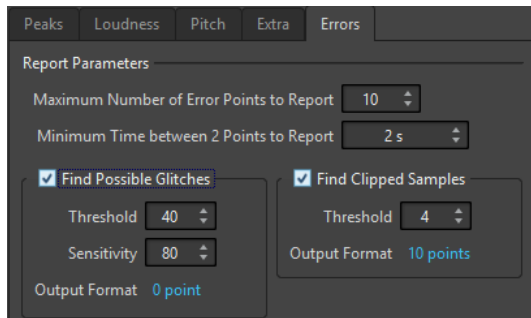 Peaks Loudness Pitch Extra Errors
Report Parameters
Maximum Number of Error Points to Report 10
Minimum Time between 2 Points to Report 2 s
Find Possible Glitches
Threshold 40
Sensitivity 80
Output Format 0 point
Find Clipped Samples
Threshold 4
Output Format 10 points